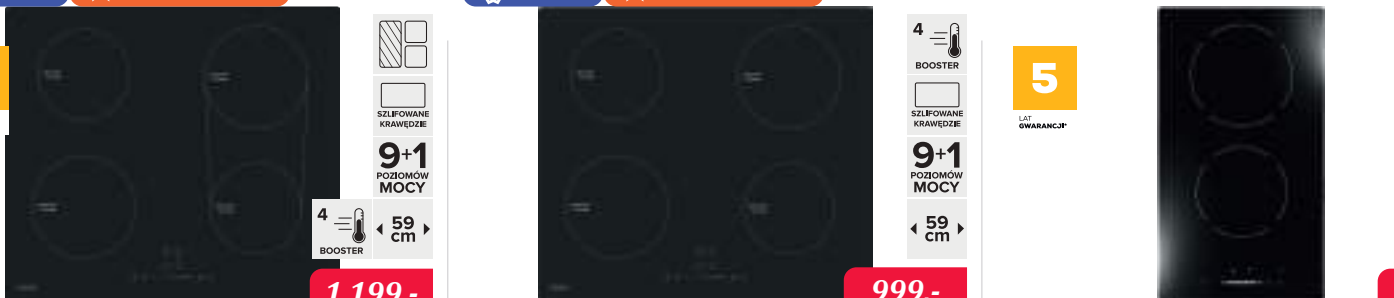 SZLIFOWANE
KRAWĘDZIE
9+1
POZIOMÓW
MOCY
4
BOOSTER
59
cm
1 199,-
4
BOOSTER
SZLIFOWANE
KRAWĘDZIE
9+1
POZIOMÓW
MOCY
59
cm
999,-
5
LAT
GWARANCJI*